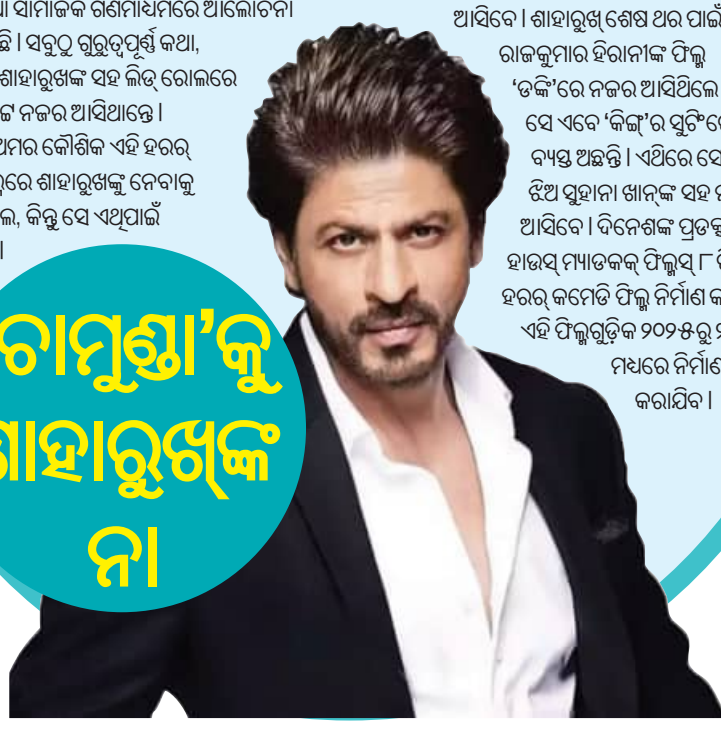 ସାମାଜିକ ଗଣମାଧ୍ୟମରେ ଆଲୋଚନା
ଛି । ସବୁଠୁ ଗୁରୁତ୍ୱପୂର୍ଣ୍ଣ କଥା,
ଶାହାରୁଖଙ୍କ ସହ ଲିଡ୍ ରୋଲରେ
ଟ୍ଟ ନଜର ଆସିଥାନ୍ତେ ।
ଅମର କୌଶିକ ଏହି ହରର୍
ରେ ଶାହାରୁଖଙ୍କୁ ନେବାକୁ
ଲେ, କିନ୍ତୁ ସେ ଏଥିପାଇଁ
।
ଚାମୁଣ୍ଡା’କୁ
ଶାହାରୁଖ୍‌ଙ୍କ
ନା
ଆସିବେ । ଶାହାରୁଖ୍ ଶେଷ ଥର ପାଇଁ
ରାଜକୁମାର ହିରାନୀଙ୍କ ଫିଲ୍ମ
‘ଡଙ୍କି’ରେ ନଜର ଆସିଥିଲେ
ସେ ଏବେ ‘କିଙ୍ଗ୍’ର ସୁଟିଂରେ
ବ୍ୟସ୍ତ ଅଛନ୍ତି । ଏଥିରେ ସେ
ଝିଅ ସୁହାନା ଖାନ୍‌ଙ୍କ ସହ
ଆସିବେ । ଦିନେଶଙ୍କ ପ୍ରଡକ୍ସନ
ହାଉସ୍ ମ୍ୟାଡକକ୍ ଫିଲ୍ମସ୍ ୮ଟି
ହରର୍ କମେଡି ଫିଲ୍ମ ନିର୍ମାଣ
ଏହି ଫିଲ୍ମଗୁଡ଼ିକ ୨୦୨୫ରୁ
ମଧ୍ୟରେ ନିର୍ମାଣ
କରାଯିବ ।